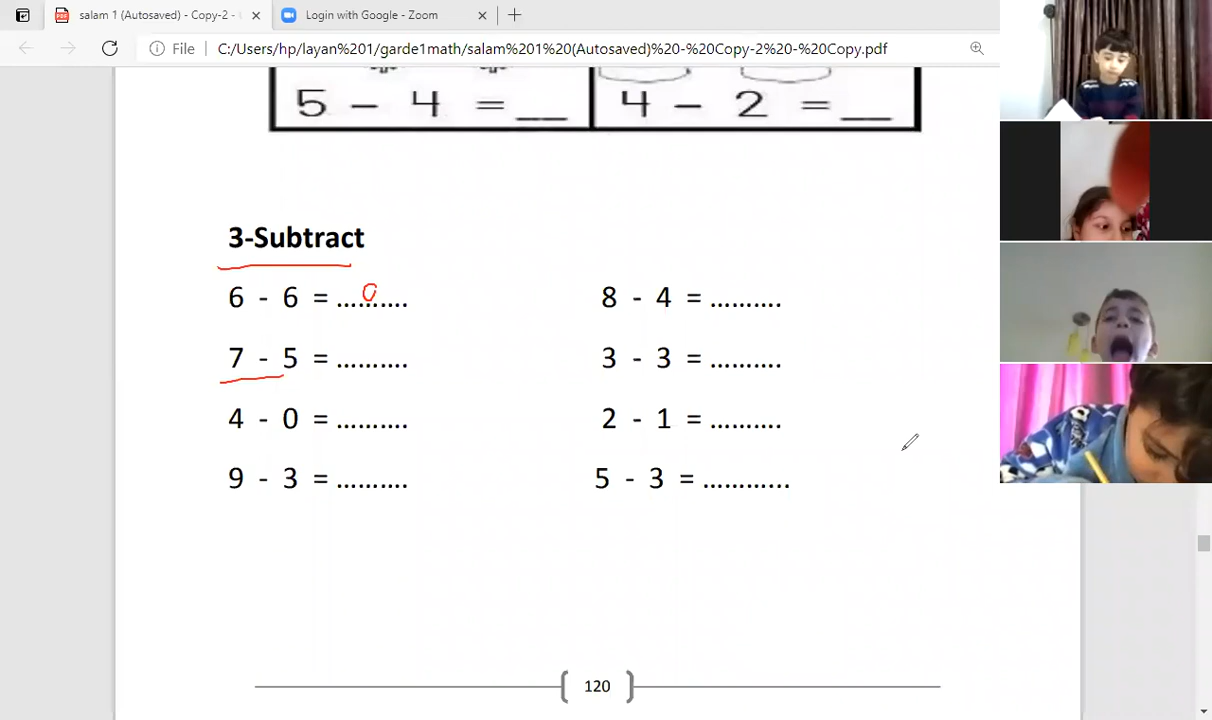 salam 1 (Autosaved) - Copy-2 -
Login with Google - Zoom
File C:/Users/hp/layan%201/garde1math/salam%201%20(Autosaved)%20-%20Copy-2%20-%20Copy.pdf
5 - 4 = __ 4 - 2 = __
3-Subtract
6 - 6 = ....0.... 8 - 4 = ..........
7 - 5 = .......... 3 - 3 = ..........
4 - 0 = .......... 2 - 1 = ..........
9 - 3 = .......... 5 - 3 = ............
120